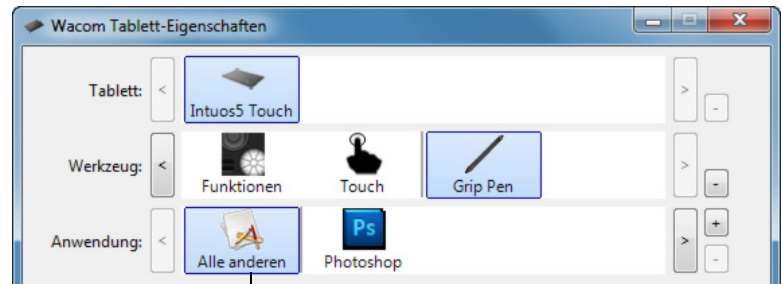 Wacom Tablett-Eigenschaften
Tablett: < Intuos5 Touch > -
Werkzeug: < Funktionen Touch Grip Pen > -
Anwendung: < Alle anderen Ps Photoshop > + -